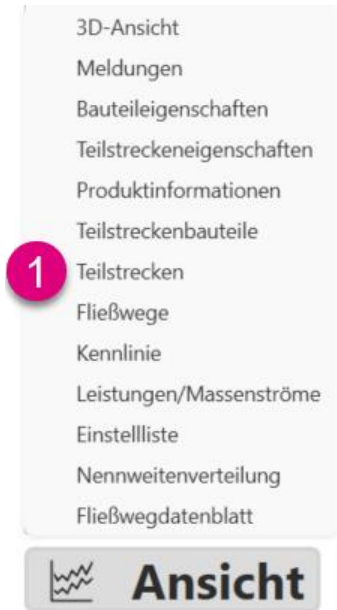 3D-Ansicht
Meldungen
Bauteileigenschaften
Teilstreckeneigenschaften
Produktinformationen
Teilstreckenbauteile
1 Teilstrecken
Fließwege
Kennlinie
Leistungen/Massenströme
Einstellliste
Nennweitenverteilung
Fließwegdatenblatt
Ansicht